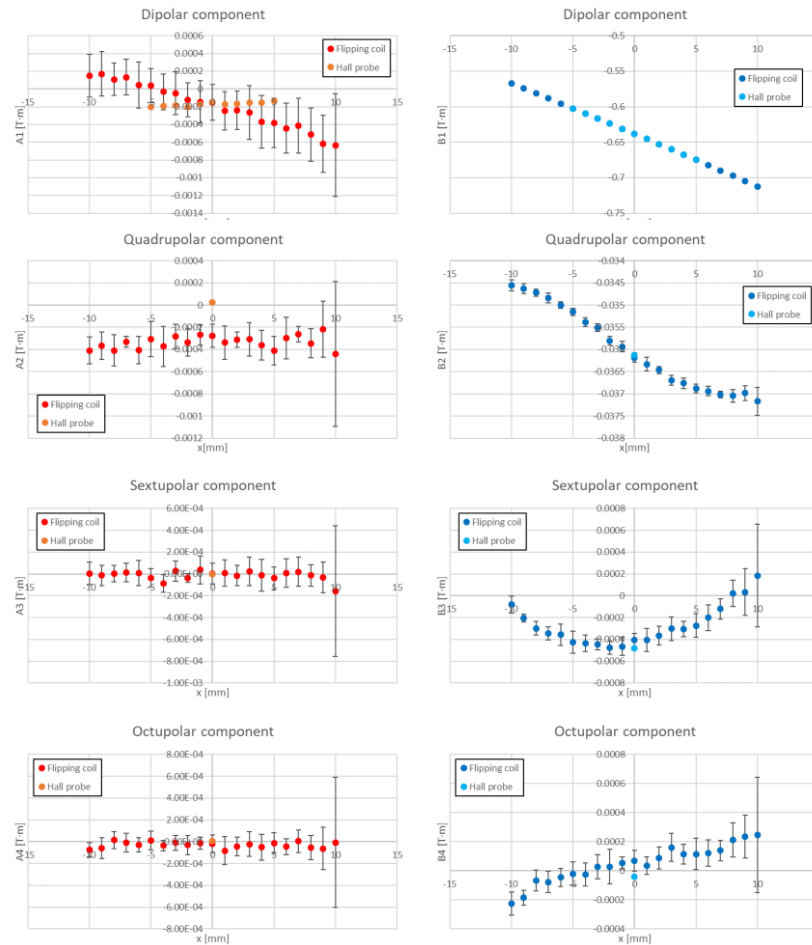 Dipolar component
0.0006
0.0004
0.0002
0
-15
-10
-5
0
5
10
15
-0.0002
-0.0004
-0.0006
-0.0008
-0.001
-0.0012
-0.0014
A1 [T·m]
Flipping coil
Hall probe
Dipolar component
-0.5
-15
-10
-5
0
5
10
15
-0.55
-0.6
-0.65
-0.7
-0.75
B1 [T·m]
Flipping coil
Hall probe
Quadrupolar component
0.0004
0.0002
0
-15
-10
-5
0
5
10
15
-0.0002
-0.0004
-0.0006
-0.0008
-0.001
-0.0012
A2 [T·m]
x[mm]
Flipping coil
Hall probe
Quadrupolar component
-0.034
-15
-10
-5
0
5
10
15
-0.0345
-0.035
-0.0355
-0.036
-0.0365
-0.037
-0.0375
-0.038
B2 [T·m]
x[mm]
Flipping coil
Hall probe
Sextupolar component
6.00E-04
4.00E-04
2.00E-04
0.00E+00
-15
-10
-5
0
5
10
15
-2.00E-04
-4.00E-04
-6.00E-04
-8.00E-04
-1.00E-03
A3 [T·m]
x [mm]
Flipping coil
Hall probe
Sextupolar component
0.0008
0.0006
0.0004
0.0002
0
-15
-10
-5
0
5
10
15
-0.0002
-0.0004
-0.0006
-0.0008
B3 [T·m]
x [mm]
Flipping coil
Hall probe
Octupolar component
8.00E-04
6.00E-04
4.00E-04
2.00E-04
0.00E+00
-15
-10
-5
0
5
10
15
-2.00E-04
-4.00E-04
-6.00E-04
-8.00E-04
A4 [T·m]
x [mm]
Flipping coil
Hall probe
Octupolar component
0.0008
0.0006
0.0004
0.0002
0
-15
-10
-5
0
5
10
15
-0.0002
-0.0004
B4 [T·m]
x [mm]
Flipping coil
Hall probe